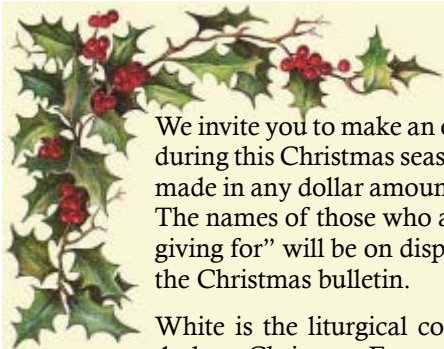 We invite you to make an
during this Christmas seas
made in any dollar amoun
The names of those who a
giving for” will be on disp
the Christmas bulletin.
White is the liturgical co